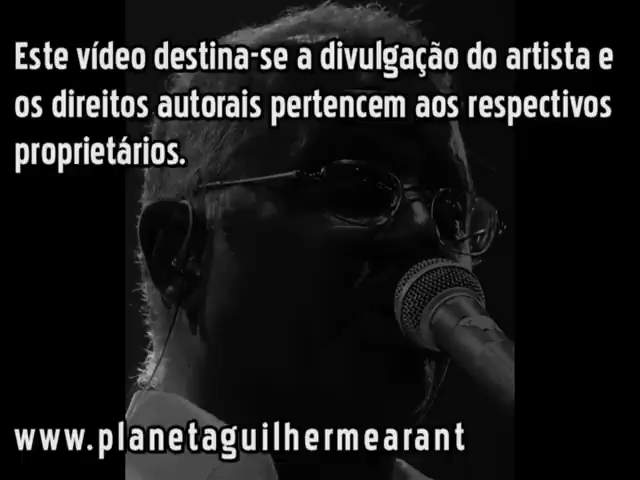 Este vídeo destina-se a divulgação do artista e
os direitos autorais pertencem aos respectivos
proprietários.
www.planetaguilhermearant